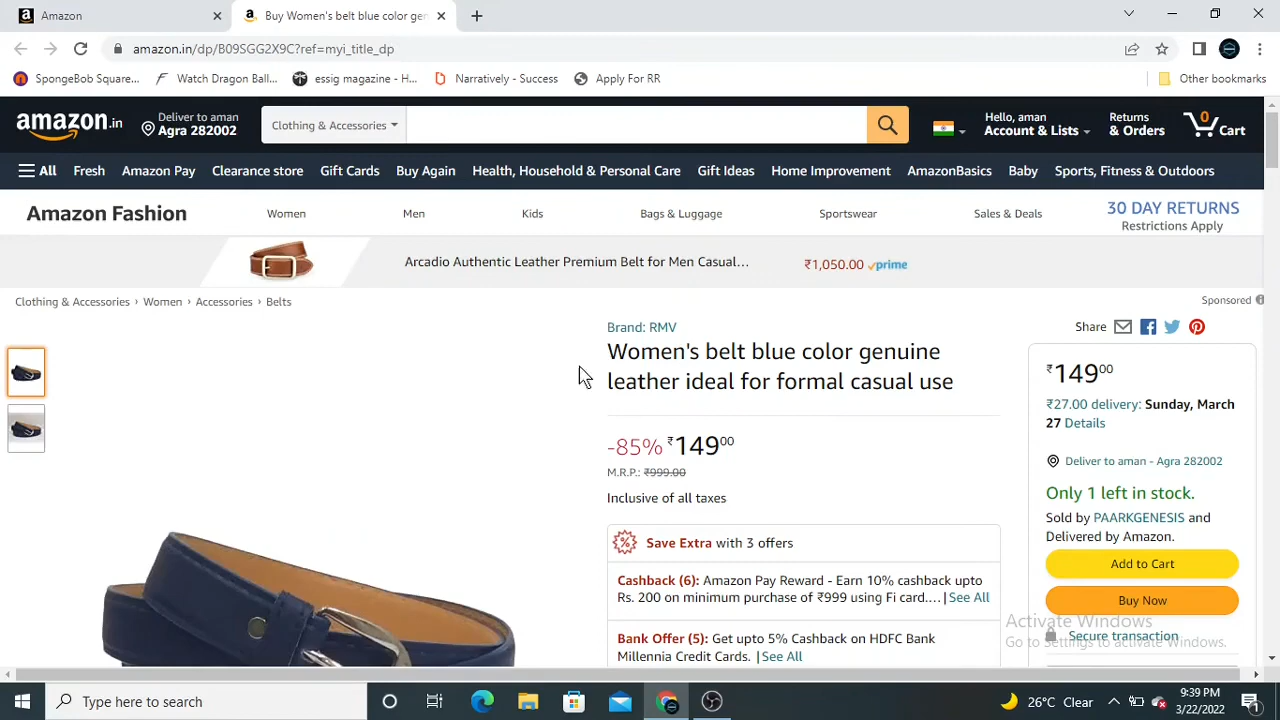 Amazon
Buy Women's belt blue color gen
amazon.in/dp/B09SGG2X9C?ref=myi_title_dp
SpongeBob Square...
Watch Dragon Ball...
essig magazine - H...
Narratively - Success
Apply For RR
Other bookmarks
amazon.in
Deliver to aman
Agra 282002
Clothing & Accessories
Hello, aman
Account & Lists
Returns
& Orders
0
Cart
All
Fresh
Amazon Pay
Clearance store
Gift Cards
Buy Again
Health, Household & Personal Care
Gift Ideas
Home Improvement
AmazonBasics
Baby
Sports, Fitness & Outdoors
Amazon Fashion
Women
Men
Kids
Bags & Luggage
Sportswear
Sales & Deals
30 DAY RETURNS
Restrictions Apply
Arcadio Authentic Leather Premium Belt for Men Casual...
₹1,050.00 prime
Clothing & Accessories › Women › Accessories › Belts
Sponsored
Brand: RMV
Women's belt blue color genuine
leather ideal for formal casual use
-85% ₹149⁰⁰
M.R.P.: ₹999.00
Inclusive of all taxes
Save Extra with 3 offers
Cashback (6): Amazon Pay Reward - Earn 10% cashback upto
Rs. 200 on minimum purchase of ₹999 using Fi card.... | See All
Bank Offer (5): Get upto 5% Cashback on HDFC Bank
Millennia Credit Cards. | See All
Share
₹149⁰⁰
₹27.00 delivery: Sunday, March
27 Details
Deliver to aman - Agra 282002
Only 1 left in stock.
Sold by PAARKGENESIS and
Delivered by Amazon.
Add to Cart
Buy Now
Secure transaction
Activate Windows
Go to Settings to activate Windows.
Type here to search
26°C Clear
9:39 PM
3/22/2022
1